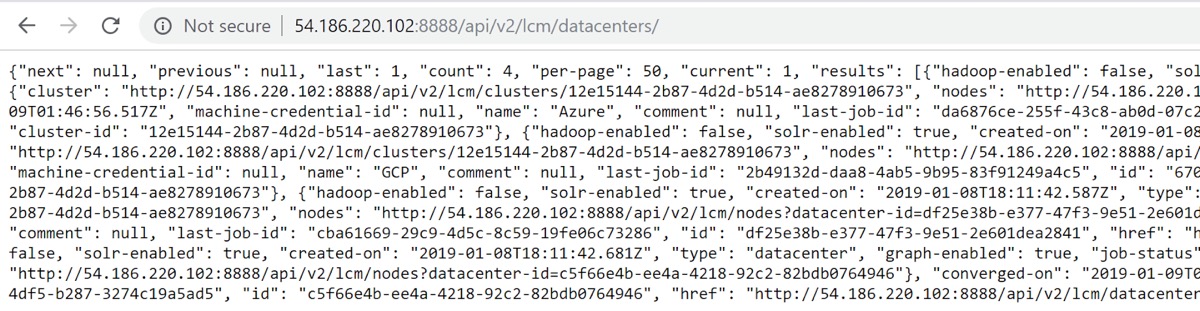 Not secure | 54.186.220.102:8888/api/v2/lcm/datacenters/
{"next": null, "previous": null, "last": 1, "count": 4, "per-page": 50, "current": 1, "results": [{"hadoop-enabled": false, "sol
{"cluster": "http://54.186.220.102:8888/api/v2/lcm/clusters/12e15144-2b87-4d2d-b514-ae8278910673", "nodes": "http://54.186.220.1
09T01:46:56.517Z", "machine-credential-id": null, "name": "Azure", "comment": null, "last-job-id": "da6876ce-255f-43c8-ab0d-07c2
"cluster-id": "12e15144-2b87-4d2d-b514-ae8278910673"}, {"hadoop-enabled": false, "solr-enabled": true, "created-on": "2019-01-08
"http://54.186.220.102:8888/api/v2/lcm/clusters/12e15144-2b87-4d2d-b514-ae8278910673", "nodes": "http://54.186.220.102:8888/api/
"machine-credential-id": null, "name": "GCP", "comment": null, "last-job-id": "2b49132d-daa8-4ab5-9b95-83f91249a4c5", "id": "670
2b87-4d2d-b514-ae8278910673"}, {"hadoop-enabled": false, "solr-enabled": true, "created-on": "2019-01-08T18:11:42.587Z", "type":
2b87-4d2d-b514-ae8278910673", "nodes": "http://54.186.220.102:8888/api/v2/lcm/nodes?datacenter-id=df25e38b-e377-47f3-9e51-2e601d
"comment": null, "last-job-id": "cba61669-29c9-4d5c-8c59-19fe06c73286", "id": "df25e38b-e377-47f3-9e51-2e601dea2841", "href": "h
false, "solr-enabled": true, "created-on": "2019-01-08T18:11:42.681Z", "type": "datacenter", "graph-enabled": true, "job-status"
"http://54.186.220.102:8888/api/v2/lcm/nodes?datacenter-id=c5f66e4b-ee4a-4218-92c2-82bdb0764946"}, "converged-on": "2019-01-09T0
4df5-b287-3274c19a5ad5", "id": "c5f66e4b-ee4a-4218-92c2-82bdb0764946", "href": "http://54.186.220.102:8888/api/v2/lcm/datacenter